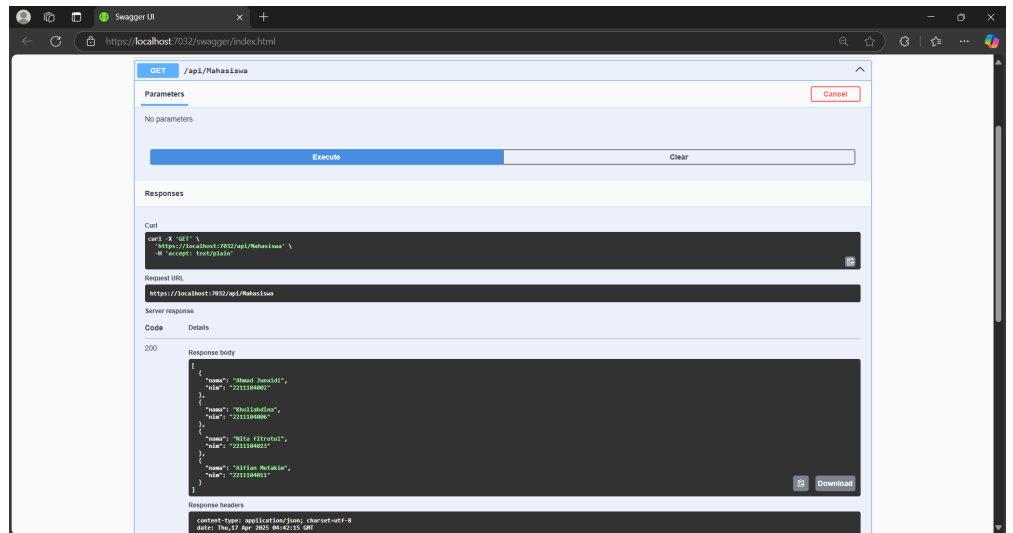 Swagger UI
https://localhost:7032/swagger/index.html
GET /api/Mahasiswa
Parameters
Cancel
No parameters
Execute
Clear
Responses
Curl
curl -X 'GET' \
'https://localhost:7032/api/Mahasiswa' \
-H 'accept: text/plain'
Request URL
https://localhost:7032/api/Mahasiswa
Server response
Code Details
200
Response body
[
{
"nama": "Ahmad Junaidi",
"nim": "2211104002"
},
{
"nama": "Kholiahdina",
"nim": "2211104006"
},
{
"nama": "Nita fitrotul",
"nim": "2211104023"
},
{
"nama": "Alfian Mutakim",
"nim": "2211104011"
}
]
Download
Response headers
content-type: application/json; charset=utf-8
date: Thu,17 Apr 2025 04:42:15 GMT